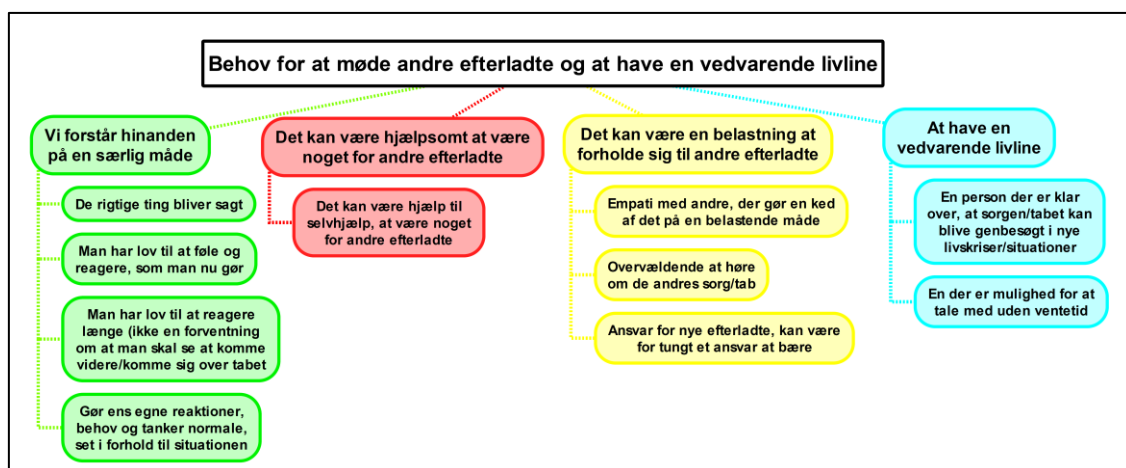 Behov for at møde andre efterladte og at have en vedvarende livline
Vi forstår hinanden
på en særlig måde
De rigtige ting bliver sagt
Man har lov til at føle og
reagere, som man nu gør
Man har lov til at reagere
længe (ikke en forventning
om at man skal se at komme
videre/komme sig over tabet
Gør ens egne reaktioner,
behov og tanker normale,
set i forhold til situationen
Det kan være hjælpsomt at være
noget for andre efterladte
Det kan være hjælp til
selvhjælp, at være noget
for andre efterladte
Det kan være en belastning at
forholde sig til andre efterladte
Empati med andre, der gør en ked
af det på en belastende måde
Overvældende at høre
om de andres sorg/tab
Ansvar for nye efterladte, kan være
for tungt et ansvar at bære
At have en
vedvarende livline
En person der er klar
over, at sorgen/tabet kan
blive genbesøgt i nye
livskriser/situationer
En der er mulighed for at
tale med uden ventetid